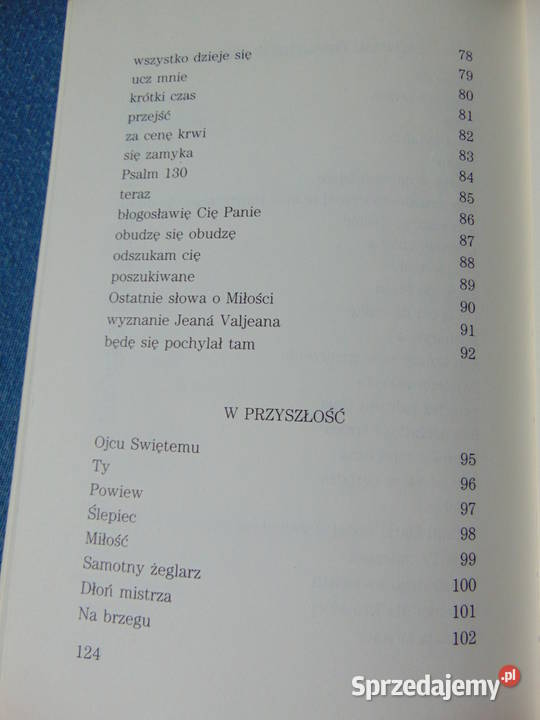 wszystko dzieje się 78
ucz mnie 79
krótki czas 80
przejść 81
za cenę krwi 82
się zamyka 83
Psalm 130 84
teraz 85
błogosławię Cię Panie 86
obudzę się obudzę 87
odszukam cię 88
poszukiwane 89
Ostatnie słowa o Miłości 90
wyznanie Jeaná Valjeana 91
będę się pochylał tam 92
W PRZYSZŁOŚĆ
Ojcu Swiętemu 95
Ty 96
Powiew 97
Ślepiec 98
Miłość 99
Samotny żeglarz 100
Dłoń mistrza 101
Na brzegu 102
124
Sprzedajemy.pl